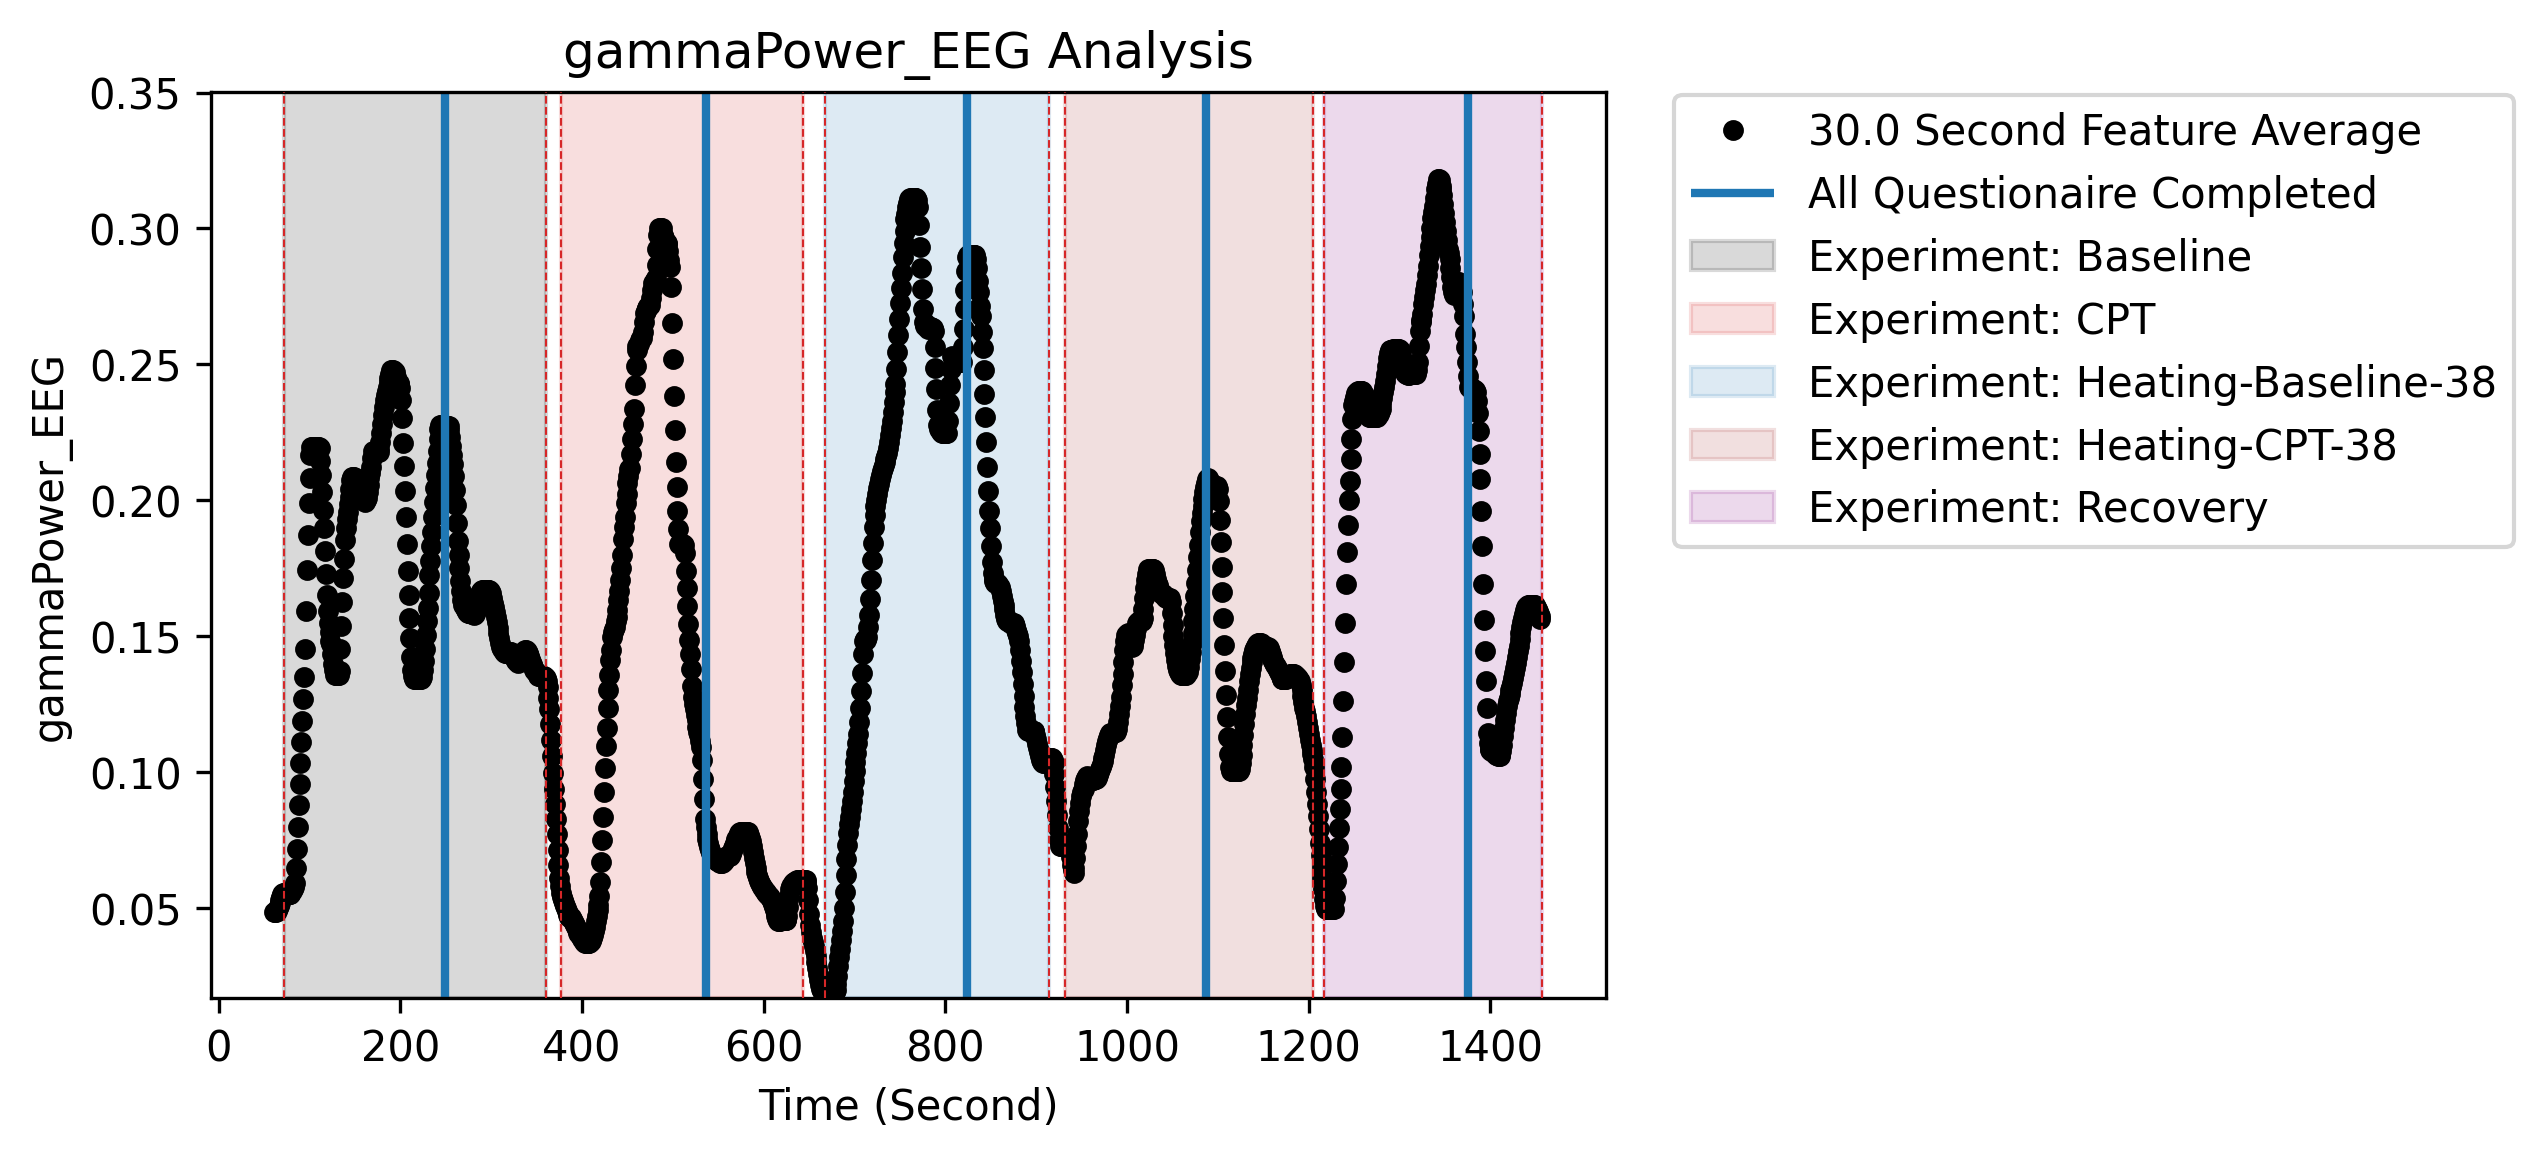 gammaPower_EEG Analysis
0.35
0.30
0.25
0.20
0.15
0.10
0.05
gammaPower_EEG
0 200 400 600 800 1000 1200 1400
Time (Second)
30.0 Second Feature Average
All Questionaire Completed
Experiment: Baseline
Experiment: CPT
Experiment: Heating-Baseline-38
Experiment: Heating-CPT-38
Experiment: Recovery